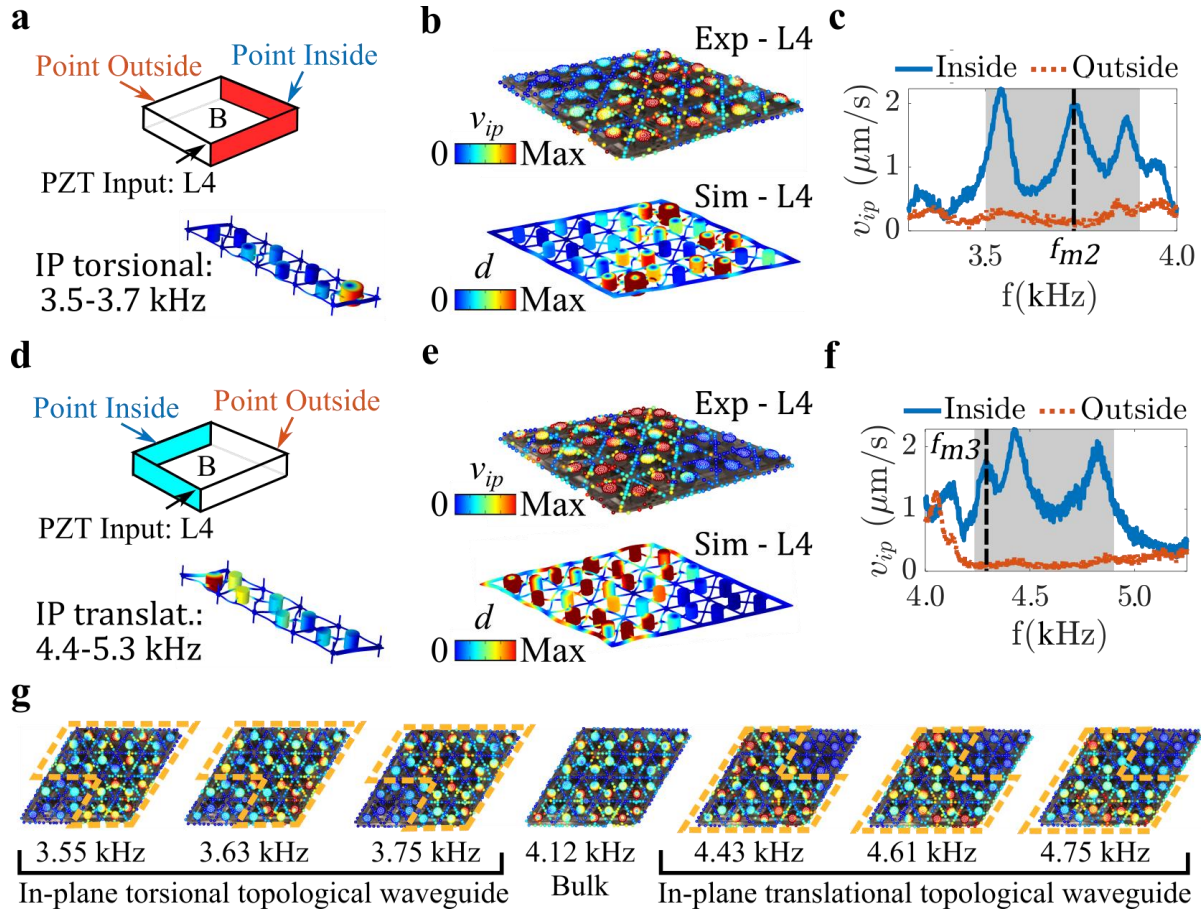 a
Point Outside
Point Inside
B
PZT Input: L4
IP torsional:
3.5-3.7 kHz
b
Exp - L4
v_ip
0 Max
Sim - L4
d
0 Max
c
Inside Outside
v_ip (μm/s)
2
1
0
3.5 4.0
f_m2
f(kHz)
d
Point Inside
Point Outside
B
PZT Input: L4
IP translat.:
4.4-5.3 kHz
e
Exp - L4
v_ip
0 Max
Sim - L4
d
0 Max
f
Inside Outside
f_m3
v_ip (μm/s)
2
1
0
4.0 4.5 5.0
f(kHz)
g
3.55 kHz 3.63 kHz 3.75 kHz 4.12 kHz 4.43 kHz 4.61 kHz 4.75 kHz
In-plane torsional topological waveguide Bulk In-plane translational topological waveguide